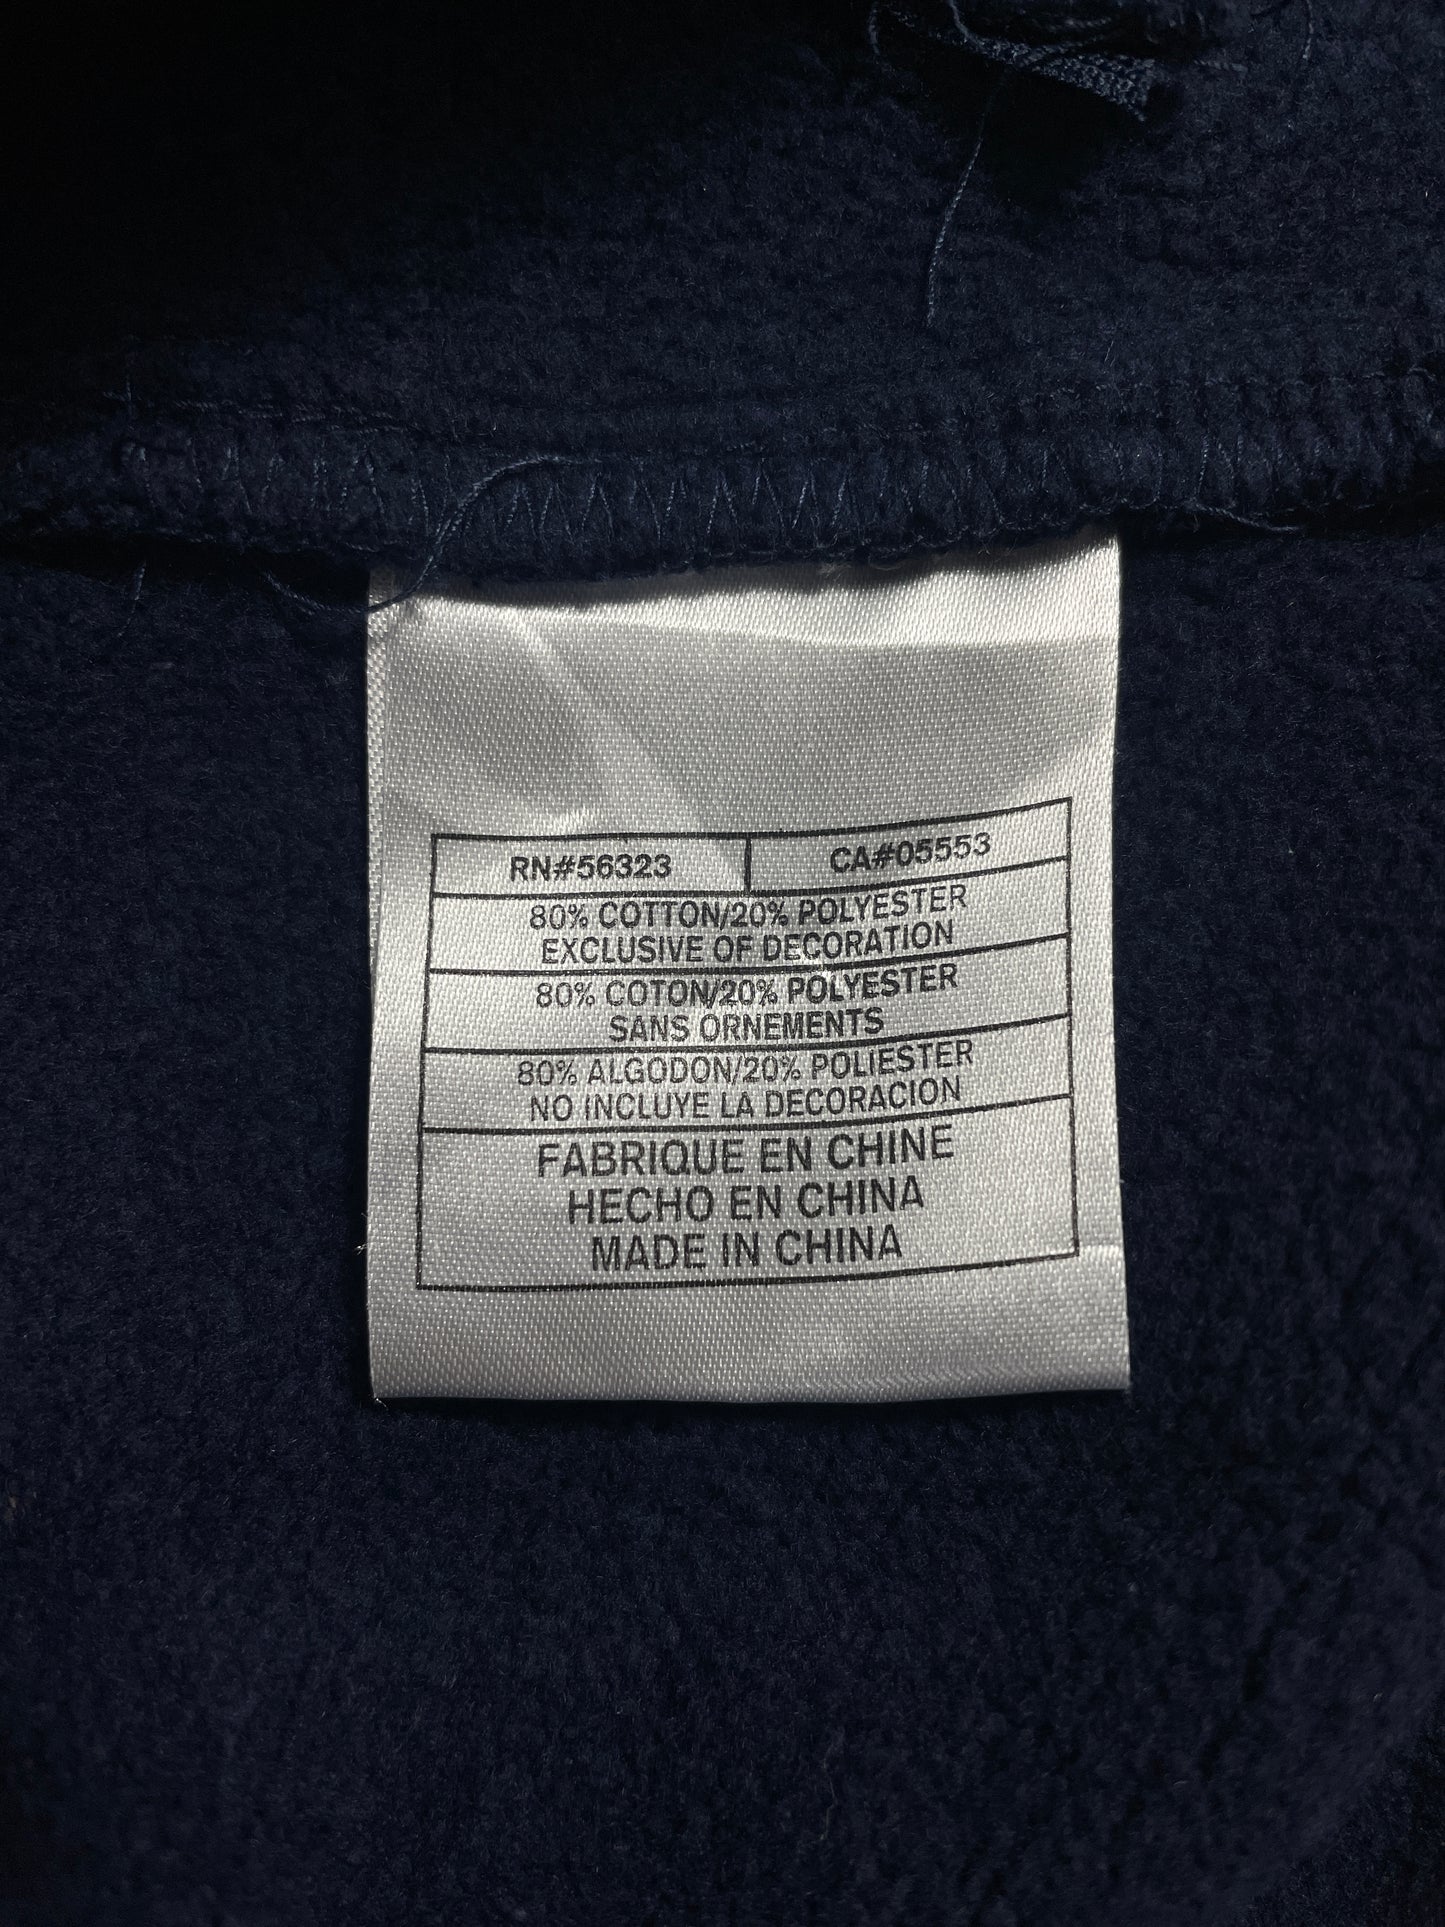 RN#56323 CA#05553
80% COTTON/20% POLYESTER
EXCLUSIVE OF DECORATION
80% COTON/20% POLYESTER
SANS ORNEMENTS
80% ALGODON/20% POLIESTER
NO INCLUYE LA DECORACION
FABRIQUE EN CHINE
HECHO EN CHINA
MADE IN CHINA